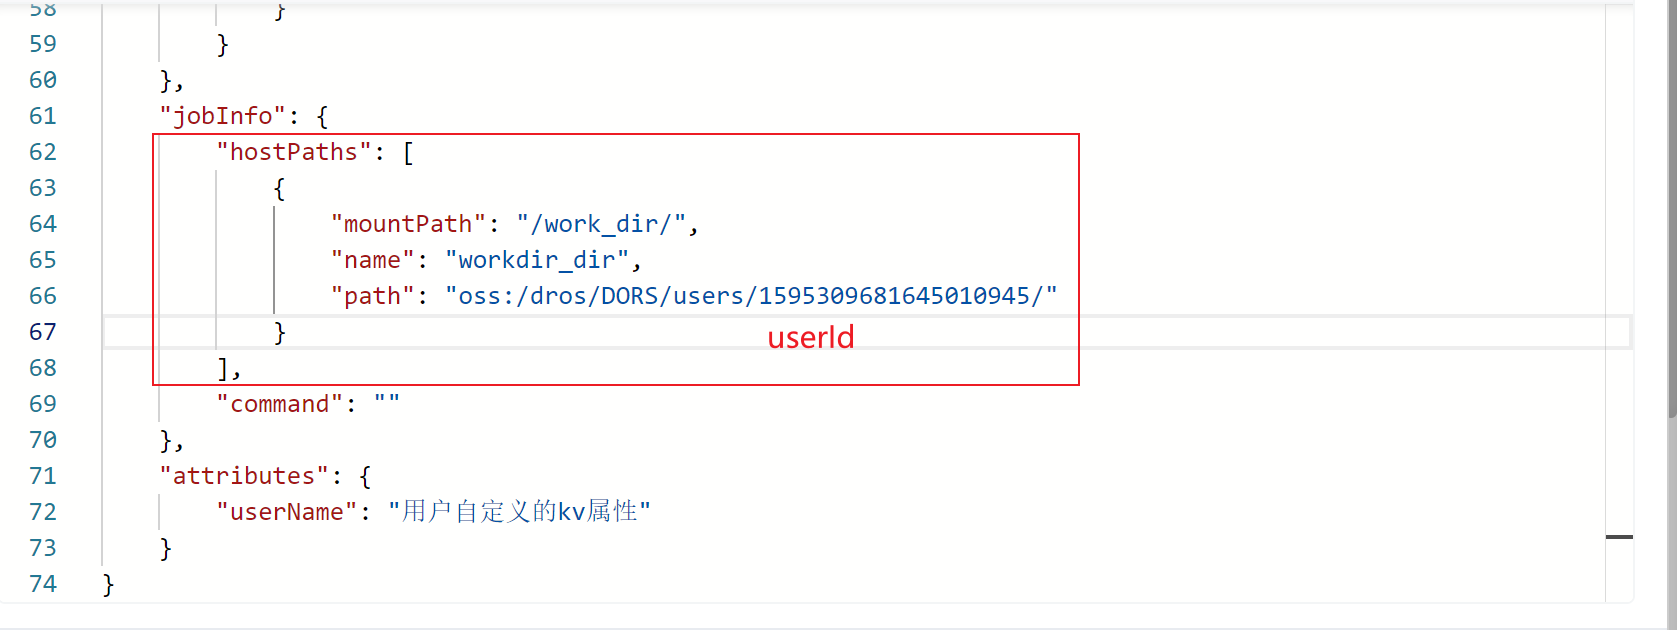 58 }
59 }
60 },
61 "jobInfo": {
62 "hostPaths": [
63 {
64 "mountPath": "/work_dir/",
65 "name": "workdir_dir",
66 "path": "oss:/dros/DORS/users/1595309681645010945/"
67 }
userId
68 ],
69 "command": ""
70 },
71 "attributes": {
72 "userName": "用户自定义的kv属性"
73 }
74 }